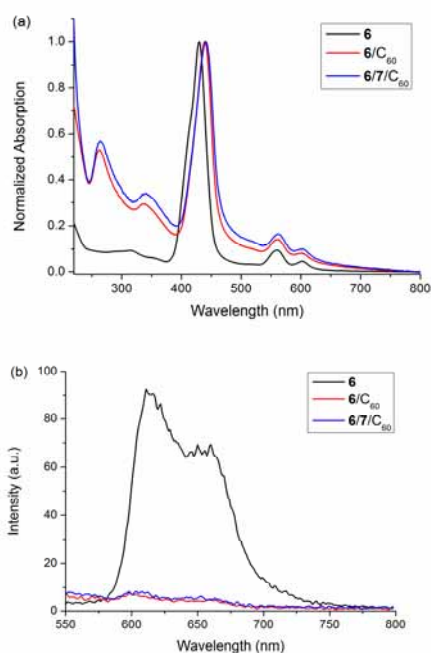 (a)
6
6/C60
6/7/C60
Normalized Absorption
1.0
0.8
0.6
0.4
0.2
0.0
300 400 500 600 700 800
Wavelength (nm)
(b)
6
6/C60
6/7/C60
Intensity (a.u.)
100
80
60
40
20
0
550 600 650 700 750 800
Wavelength (nm)